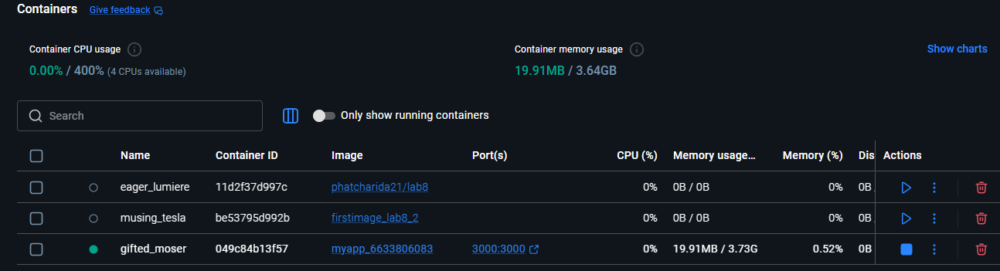 Containers Give feedback
Container CPU usage
0.00% / 400% (4 CPUs available)
Container memory usage
19.91MB / 3.64GB
Show charts
Search
Only show running containers
Name Container ID Image Port(s) CPU (%) Memory usage... Memory (%) Dis Actions
eager_lumiere 11d2f37d997c phatcharida21/lab8 0% 0B / 0B 0% 0B
musing_tesla be53795d992b firstimage_lab8_2 0% 0B / 0B 0% 0B
gifted_moser 049c84b13f57 myapp_6633806083 3000:3000 0% 19.91MB / 3.73G 0.52% 0B